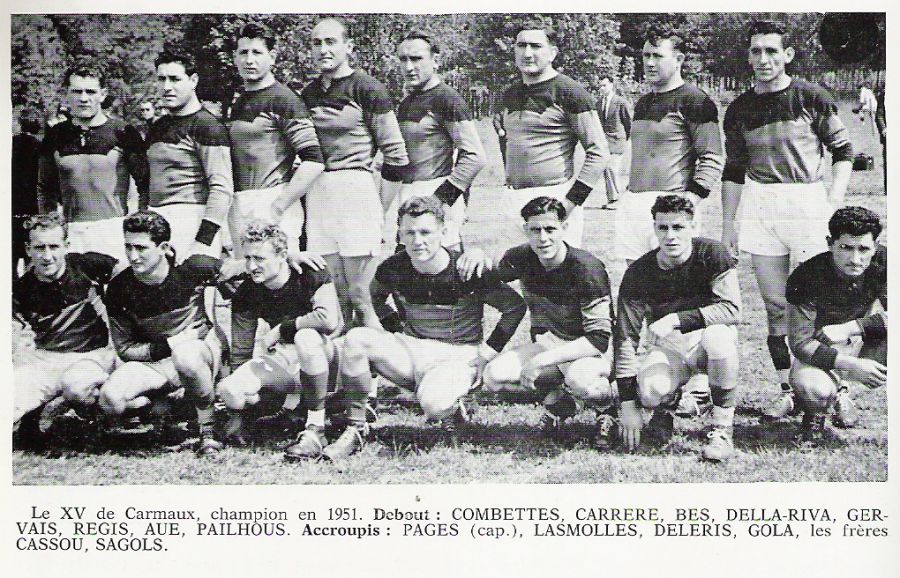 Le XV de Carmaux, champion en 1951. Debout : COMBETTES, CARRERE, BES, DELLA-RIVA, GER-
VAIS, REGIS, AUE, PAILHOUS. Accroupis : PAGES (cap.), LASMOLLES, DELERIS, GOLA, les frères
CASSOU, SAGOLS.